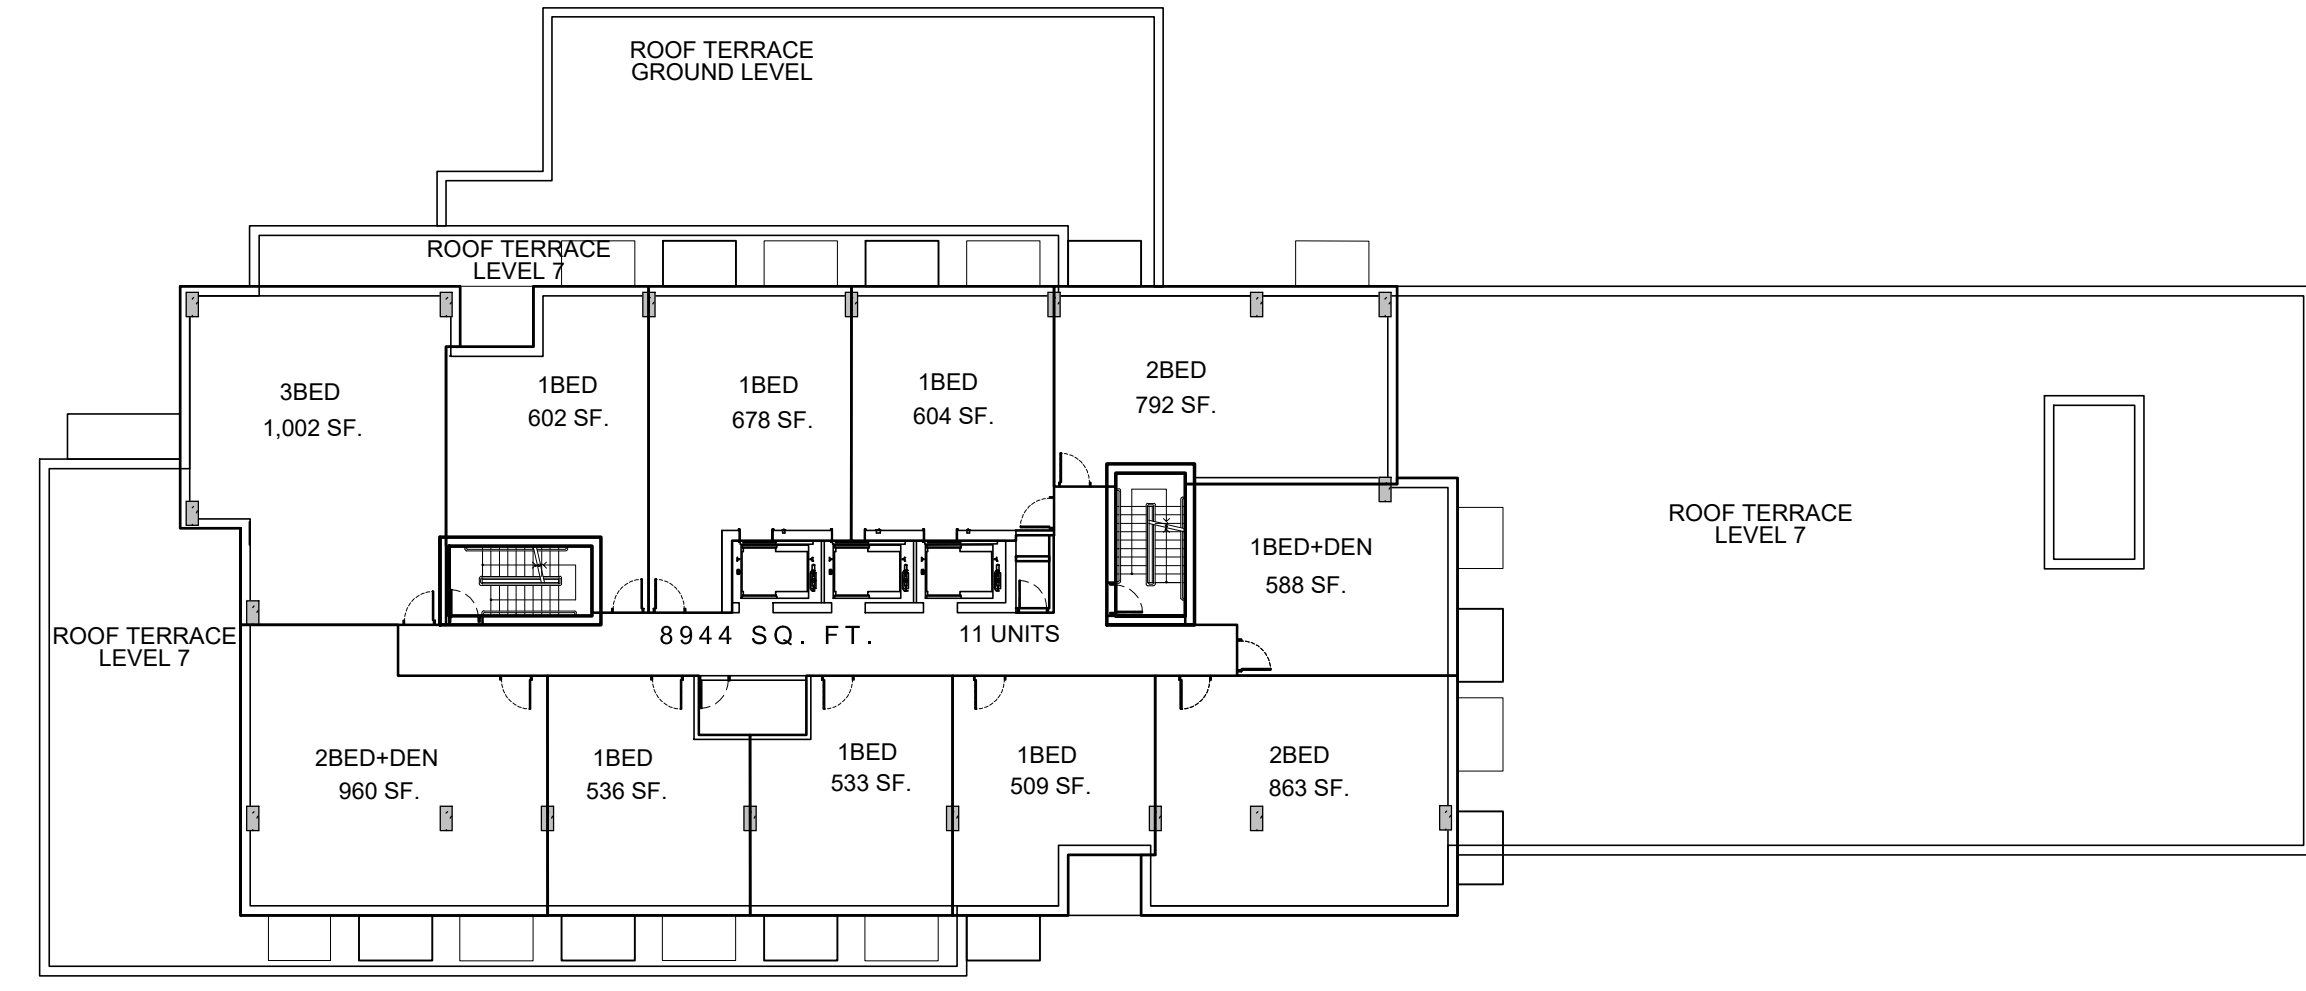 ROOF TERRACE
GROUND LEVEL
ROOF TERRACE
LEVEL 7
3BED
1,002 SF.
1BED
602 SF.
1BED
678 SF.
1BED
604 SF.
2BED
792 SF.
1BED+DEN
588 SF.
ROOF TERRACE
LEVEL 7
ROOF TERRACE
LEVEL 7
8944 SQ. FT.
11 UNITS
2BED+DEN
960 SF.
1BED
536 SF.
1BED
533 SF.
1BED
509 SF.
2BED
863 SF.